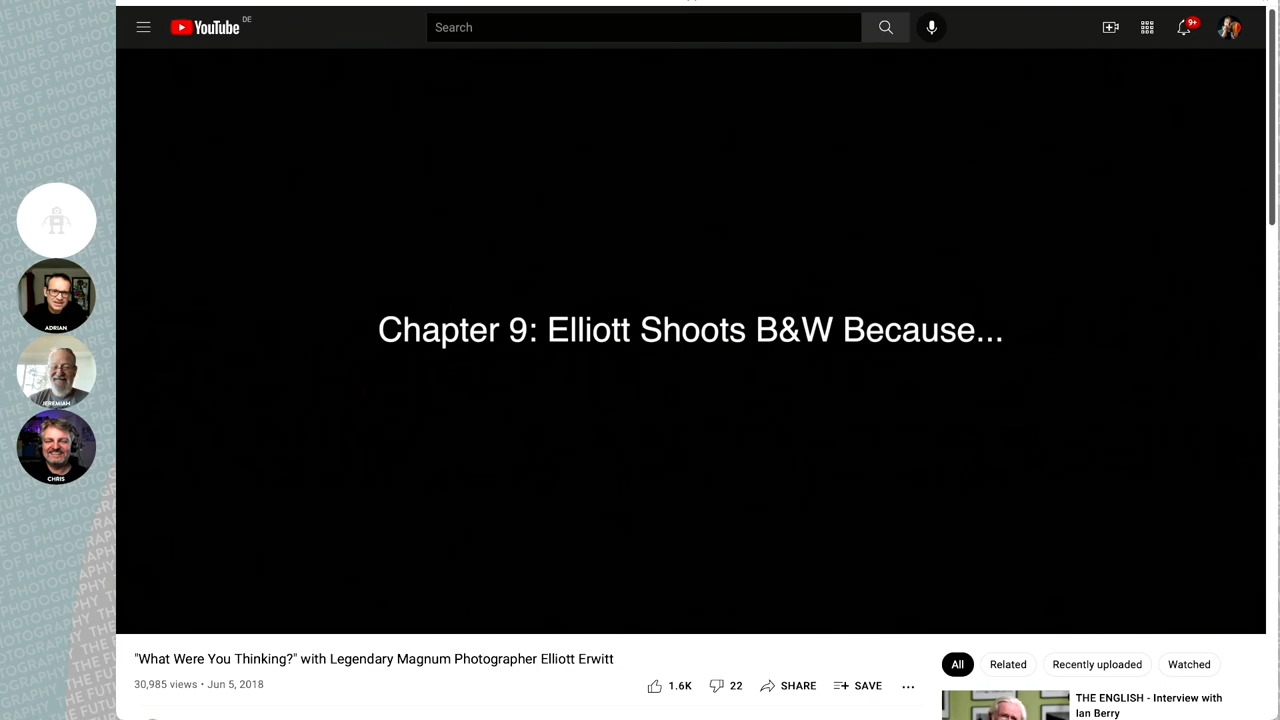 YouTube DE
Search
9+
Chapter 9: Elliott Shoots B&W Because...
ADRIAN
JEREMIAH
CHRIS
"What Were You Thinking?" with Legendary Magnum Photographer Elliott Erwitt
30,985 views • Jun 5, 2018
1.6K 22 SHARE SAVE
All Related Recently uploaded Watched
THE ENGLISH - Interview with
Ian Berry